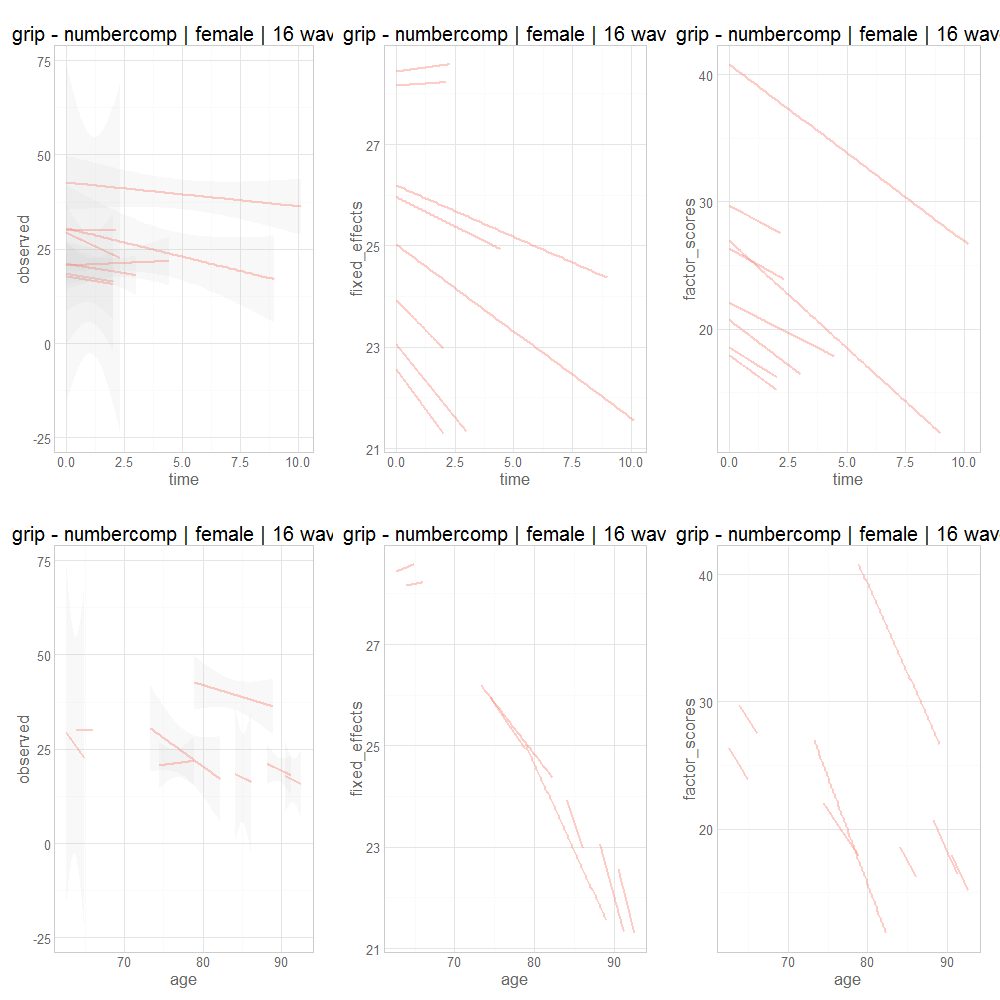 grip - numbercomp | female | 16 wav
grip - numbercomp | female | 16 wav
grip - numbercomp | female | 16 wav
75
50
25
0
-25
observed
0.0 2.5 5.0 7.5 10.0
time
27
25
23
21
fixed_effects
0.0 2.5 5.0 7.5 10.0
time
40
30
20
factor_scores
0.0 2.5 5.0 7.5 10.0
time
grip - numbercomp | female | 16 wav
grip - numbercomp | female | 16 wav
grip - numbercomp | female | 16 wav
75
50
25
0
-25
observed
70 80 90
age
27
25
23
21
fixed_effects
70 80 90
age
40
30
20
factor_scores
70 80 90
age